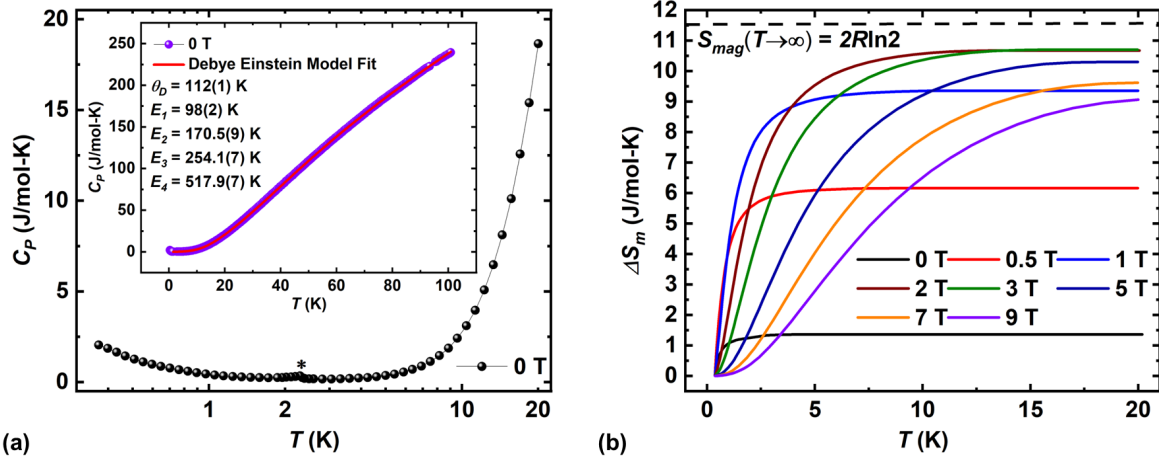 20
15
10
5
0
C_P (J/mol-K)
250
200
150
100
50
0
C_P (J/mol-K)
0 T
Debye Einstein Model Fit
θ_D = 112(1) K
E_1 = 98(2) K
E_2 = 170.5(9) K
E_3 = 254.1(7) K
E_4 = 517.9(7) K
0 20 40 60 80 100
T (K)
*
0 T
1 2 10 20
T (K)
(a)
12
11
10
9
8
7
6
5
4
3
2
1
0
ΔS_m (J/mol-K)
S_mag(T→∞) = 2Rln2
0 T 0.5 T 1 T
2 T 3 T 5 T
7 T 9 T
0 5 10 15 20
T (K)
(b)